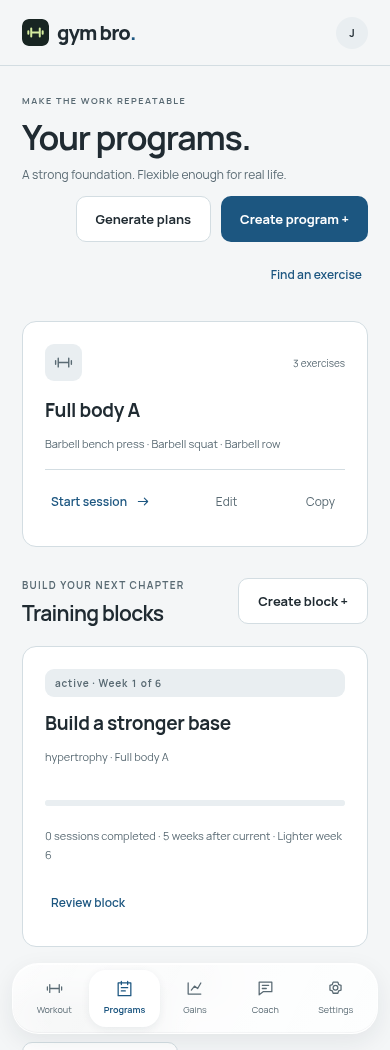 gym bro.
J
MAKE THE WORK REPEATABLE
Your programs.
A strong foundation. Flexible enough for real life.
Generate plans
Create program +
Find an exercise
3 exercises
Full body A
Barbell bench press · Barbell squat · Barbell row
Start session →
Edit
Copy
BUILD YOUR NEXT CHAPTER
Training blocks
Create block +
active · Week 1 of 6
Build a stronger base
hypertrophy · Full body A
0 sessions completed · 5 weeks after current · Lighter week
6
Review block
Workout
Programs
Gains
Coach
Settings